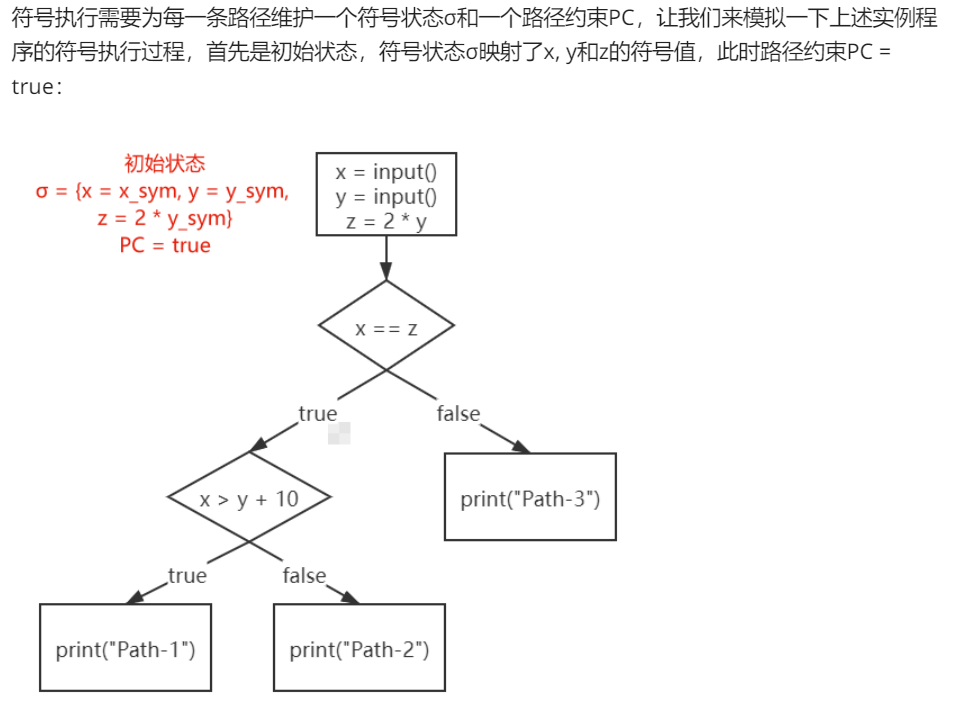 符号执行需要为每一条路径维护一个符号状态σ和一个路径约束PC，让我们来模拟一下上述实例程
序的符号执行过程，首先是初始状态，符号状态σ映射了x, y和z的符号值，此时路径约束PC =
true：
初始状态
σ = {x = x_sym, y = y_sym,
z = 2 * y_sym}
PC = true
x = input()
y = input()
z = 2 * y
x == z
true
false
x > y + 10
print("Path-3")
true
false
print("Path-1")
print("Path-2")